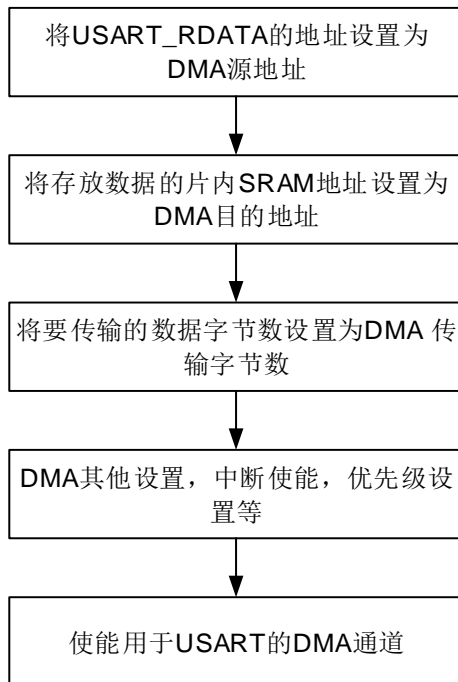 将USART_RDATA的地址设置为
DMA源地址
将存放数据的片内SRAM地址设置为
DMA目的地址
将要传输的数据字节数设置为DMA 传
输字节数
DMA其他设置，中断使能，优先级设
置等
使能用于USART的DMA通道